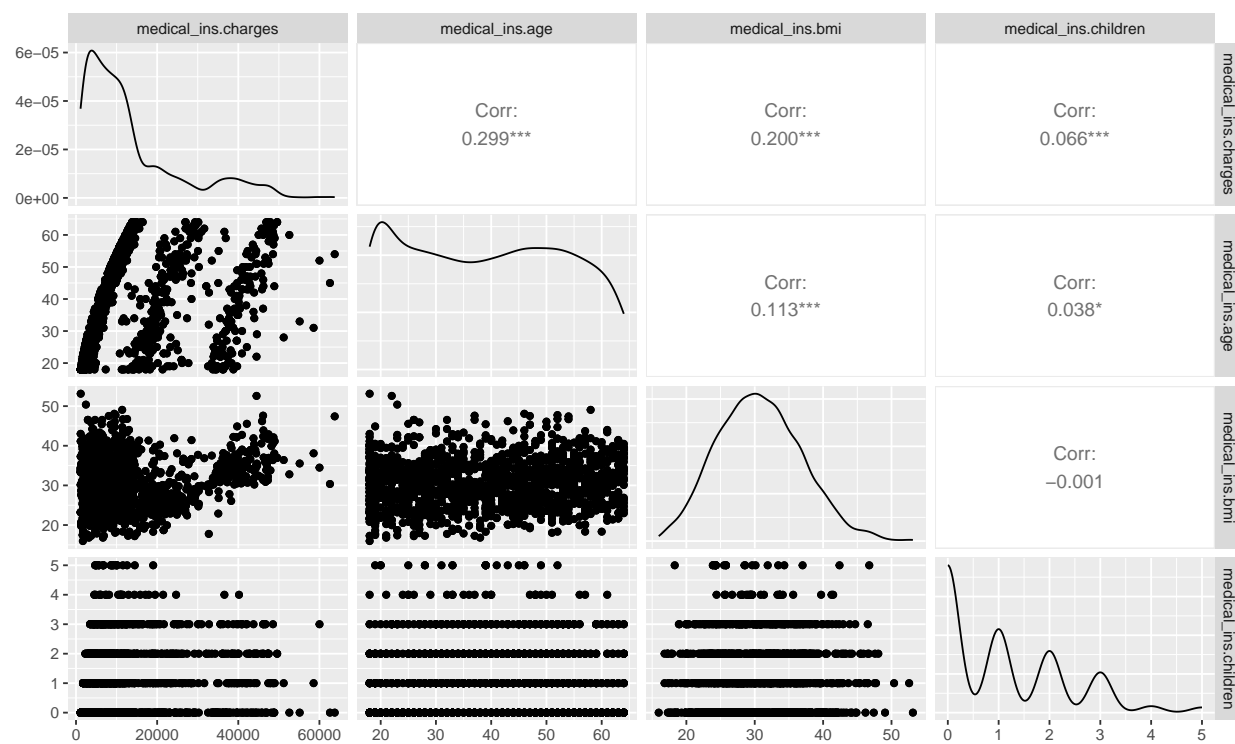 medical_ins.charges
medical_ins.age
medical_ins.bmi
medical_ins.children
6e−05
4e−05
2e−05
0e+00
Corr:
0.299***
Corr:
0.200***
Corr:
0.066***
medical_ins.charges
60
50
40
30
20
Corr:
0.113***
Corr:
0.038*
medical_ins.age
50
40
30
20
Corr:
−0.001
medical_ins.bmi
5
4
3
2
1
0
medical_ins.children
0
20000
40000
60000
20
30
40
50
60
20
30
40
50
0
1
2
3
4
5